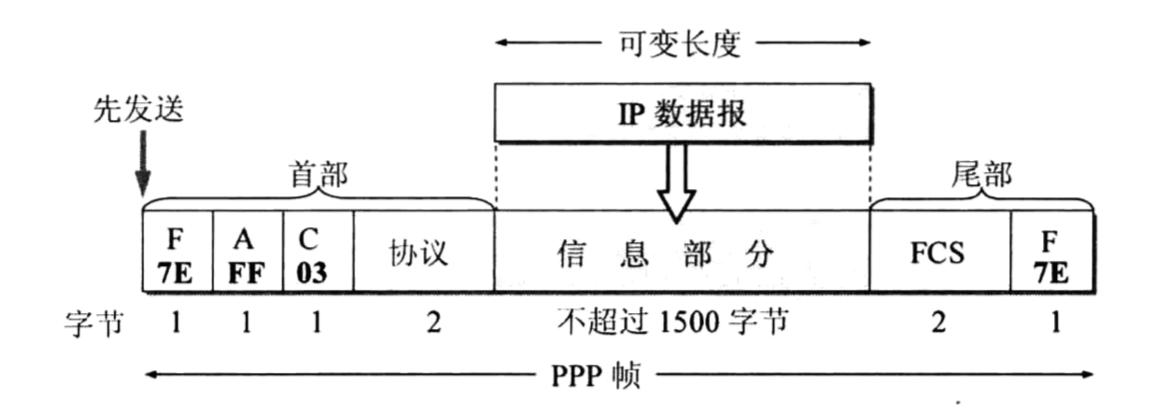 可变长度
先发送
IP 数据报
首部
尾部
F A C 协议 信息部分 FCS F
7E FF 03 7E
字节 1 1 1 2 不超过 1500 字节 2 1
PPP 帧